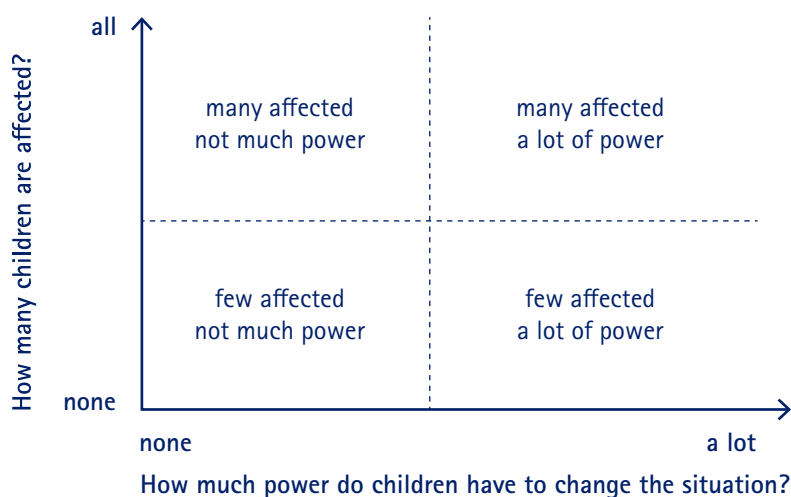 How many children are affected?
all
many affected
not much power
many affected
a lot of power
few affected
not much power
few affected
a lot of power
none
none
a lot
How much power do children have to change the situation?